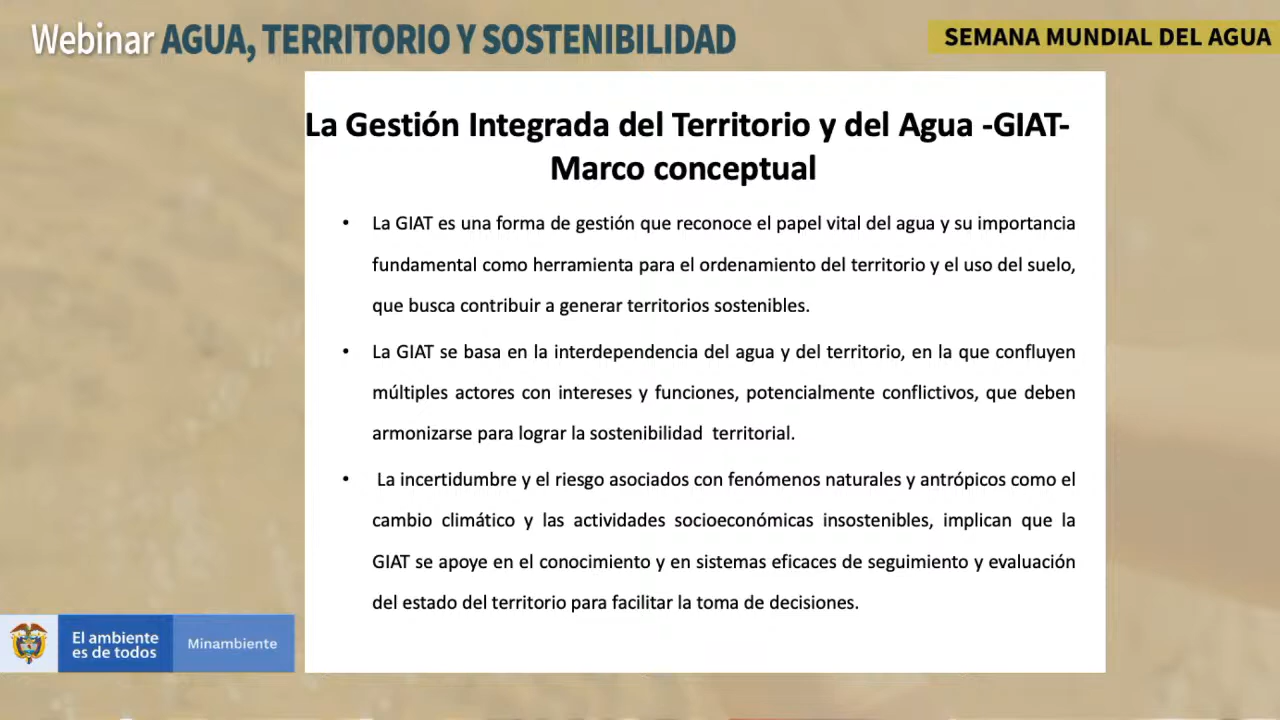 Webinar AGUA, TERRITORIO Y SOSTENIBILIDAD
SEMANA MUNDIAL DEL AGUA
La Gestión Integrada del Territorio y del Agua -GIAT-
Marco conceptual
• La GIAT es una forma de gestión que reconoce el papel vital del agua y su importancia
fundamental como herramienta para el ordenamiento del territorio y el uso del suelo,
que busca contribuir a generar territorios sostenibles.
• La GIAT se basa en la interdependencia del agua y del territorio, en la que confluyen
múltiples actores con intereses y funciones, potencialmente conflictivos, que deben
armonizarse para lograr la sostenibilidad territorial.
• La incertidumbre y el riesgo asociados con fenómenos naturales y antrópicos como el
cambio climático y las actividades socioeconómicas insostenibles, implican que la
GIAT se apoye en el conocimiento y en sistemas eficaces de seguimiento y evaluación
del estado del territorio para facilitar la toma de decisiones.
El ambiente
es de todos
Minambiente